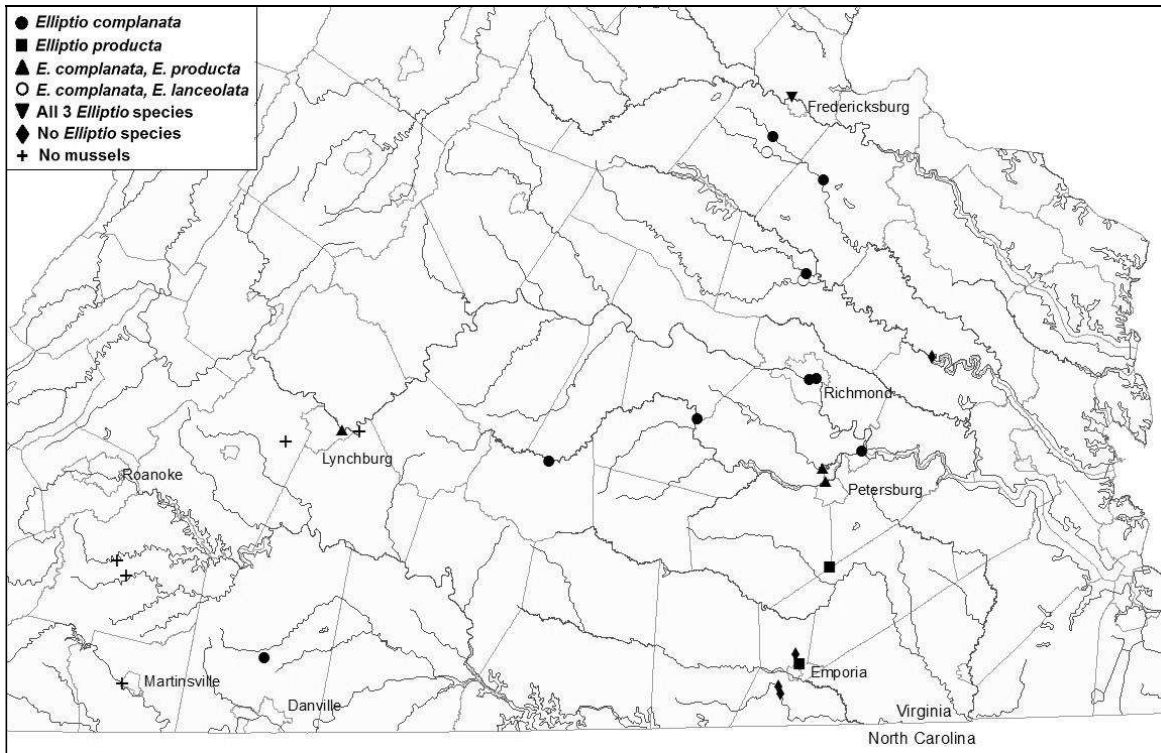 Elliptio complanata
Elliptio producta
E. complanata, E. producta
E. complanata, E. lanceolata
All 3 Elliptio species
No Elliptio species
No mussels
Fredericksburg
Richmond
Lynchburg
Roanoke
Petersburg
Emporia
Martinsville
Danville
Virginia
North Carolina